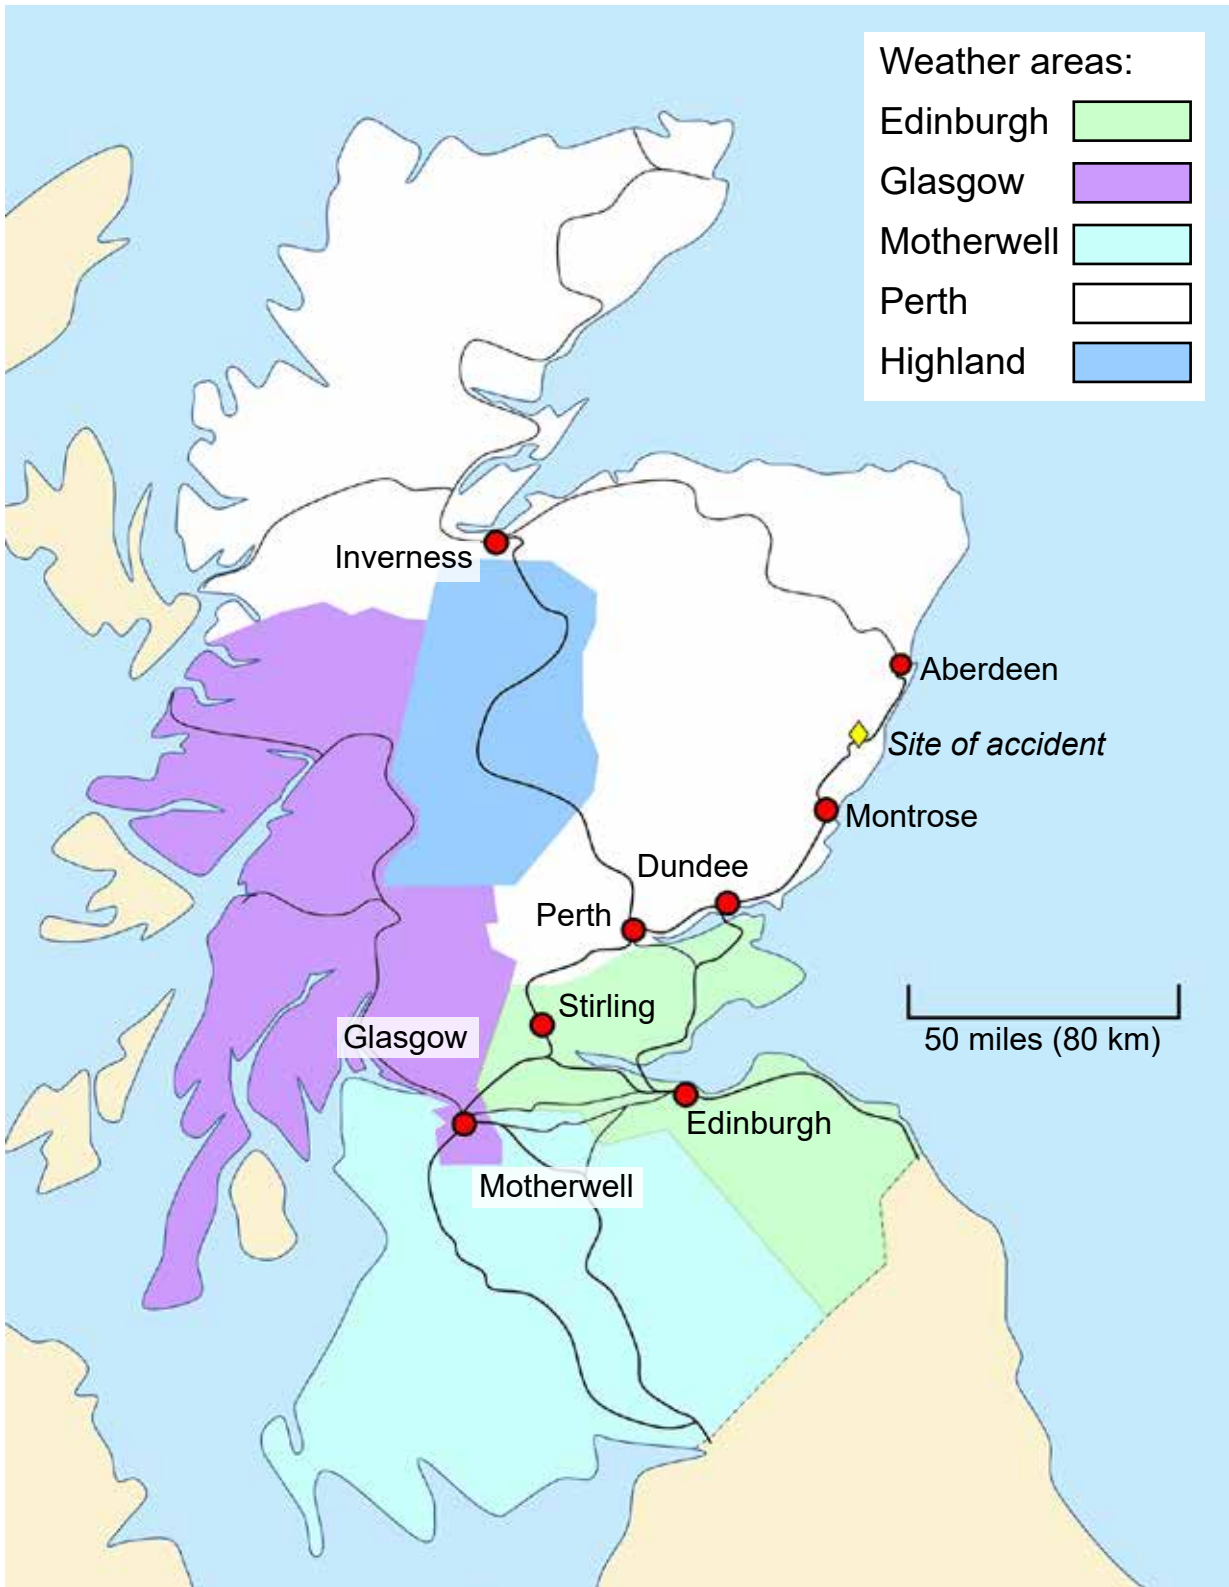 Weather areas:
Edinburgh
Glasgow
Motherwell
Perth
Highland
Inverness
Aberdeen
Site of accident
Montrose
Dundee
Perth
Stirling
Glasgow
50 miles (80 km)
Edinburgh
Motherwell